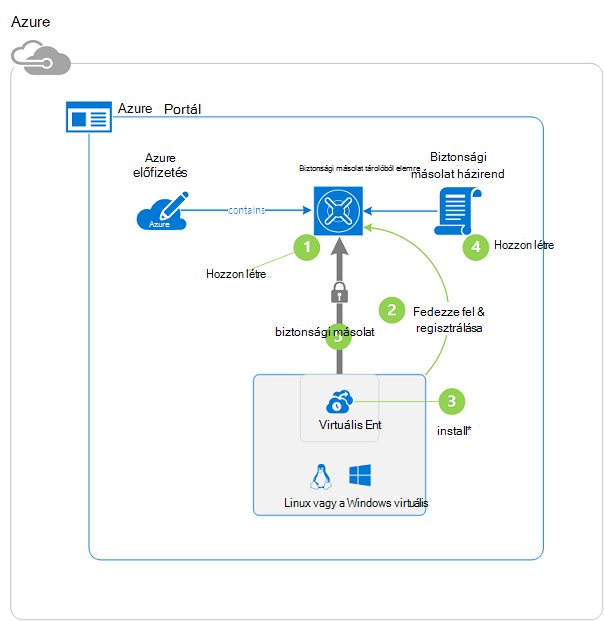 Azure
Azure Portál
Azure
előfizetés
Biztonsági másolat tárolóból elemre
Biztonsági
másolat házirend
Azure
contains
1
4
Hozzon létre
Hozzon létre
2
Fedezze fel &
regisztrálása
biztonsági másolat
5
3
Virtuális Ent
install*
Linux vagy a Windows virtuális